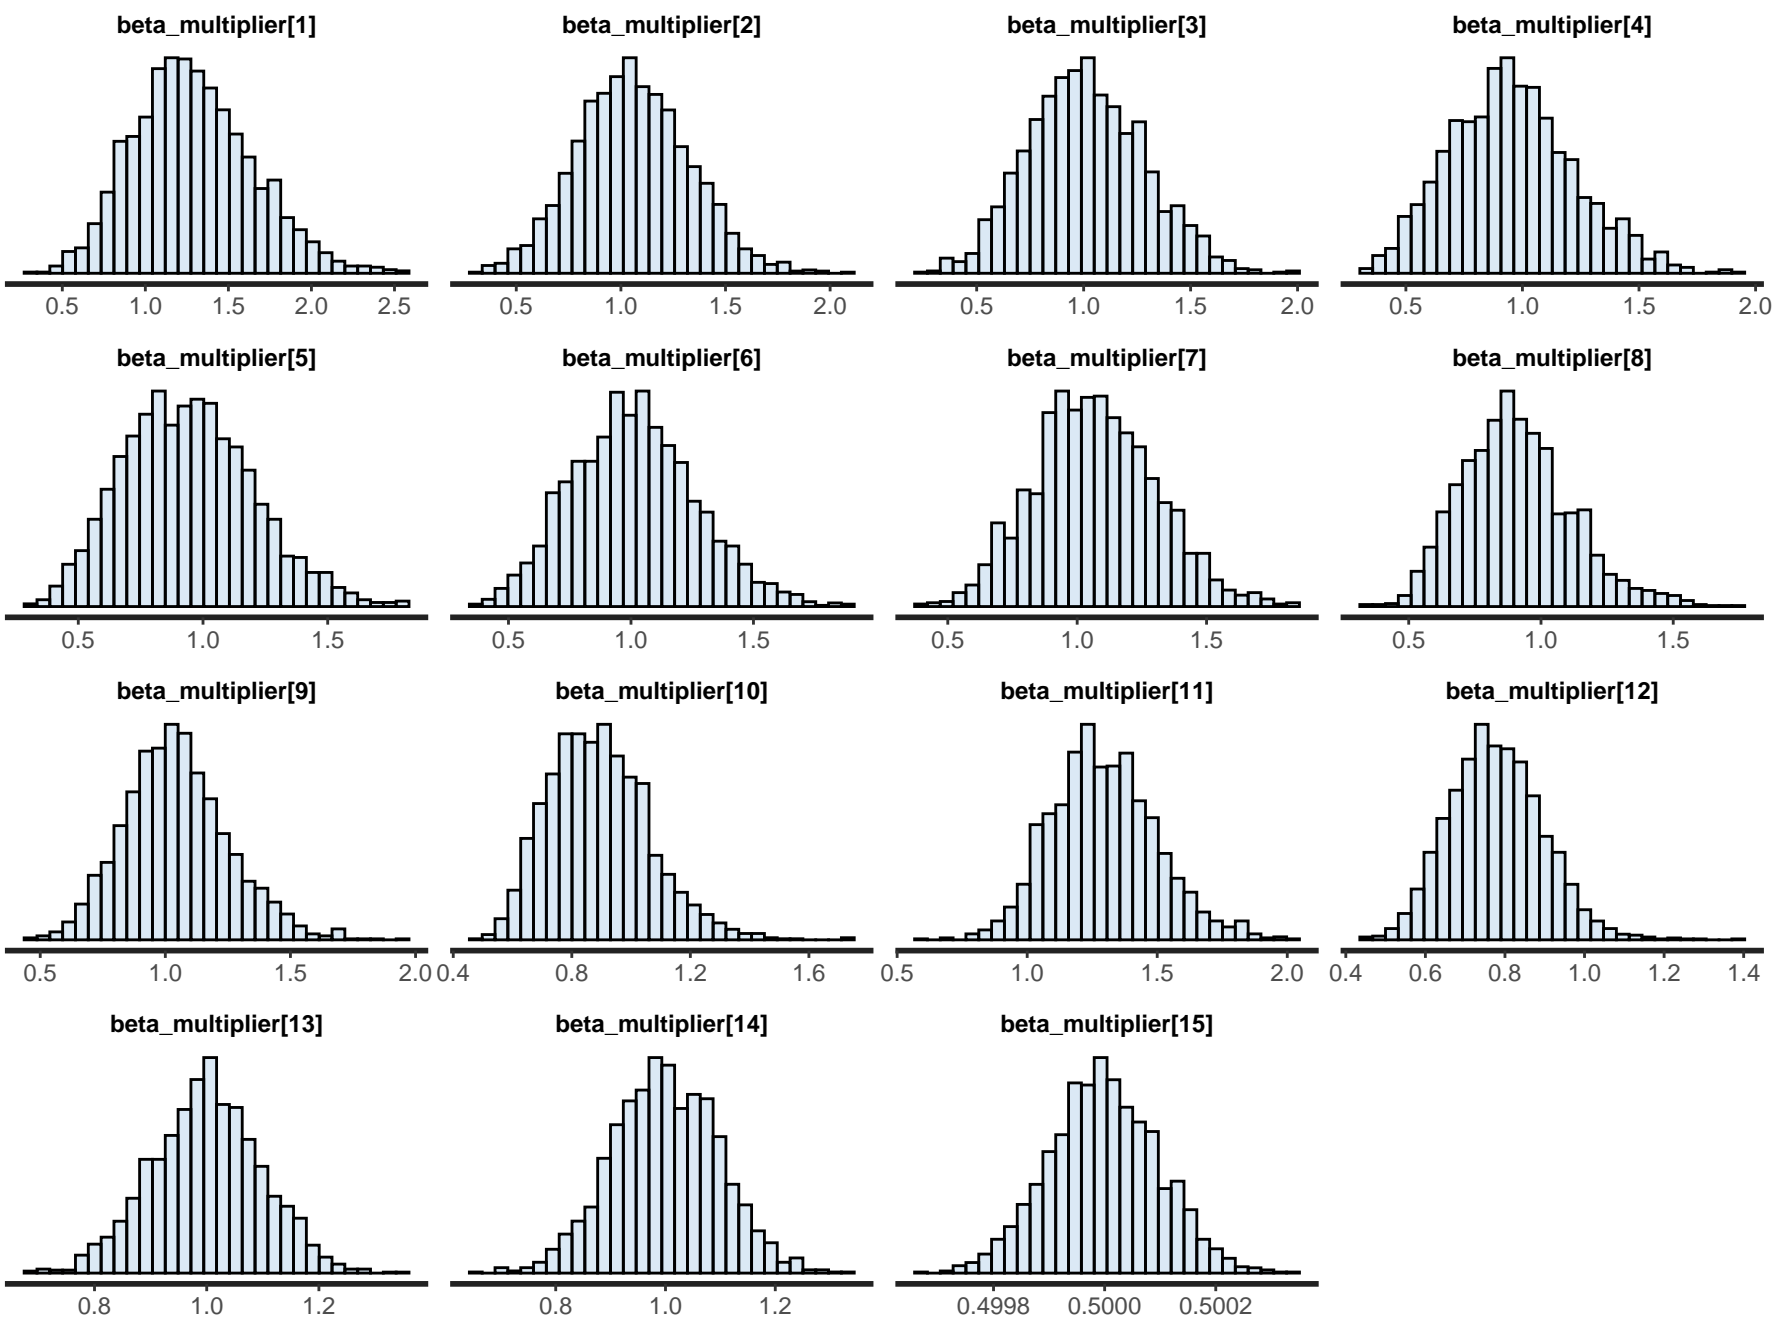 beta_multiplier[1] beta_multiplier[2] beta_multiplier[3] beta_multiplier[4]
0.5 1.0 1.5 2.0 2.5 0.5 1.0 1.5 2.0 0.5 1.0 1.5 2.0 0.5 1.0 1.5 2.0
beta_multiplier[5] beta_multiplier[6] beta_multiplier[7] beta_multiplier[8]
0.5 1.0 1.5 0.5 1.0 1.5 0.5 1.0 1.5 0.5 1.0 1.5
beta_multiplier[9] beta_multiplier[10] beta_multiplier[11] beta_multiplier[12]
0.5 1.0 1.5 2.0 0.4 0.8 1.2 1.6 0.5 1.0 1.5 2.0 0.4 0.6 0.8 1.0 1.2 1.4
beta_multiplier[13] beta_multiplier[14] beta_multiplier[15]
0.8 1.0 1.2 0.8 1.0 1.2 0.4998 0.5000 0.5002